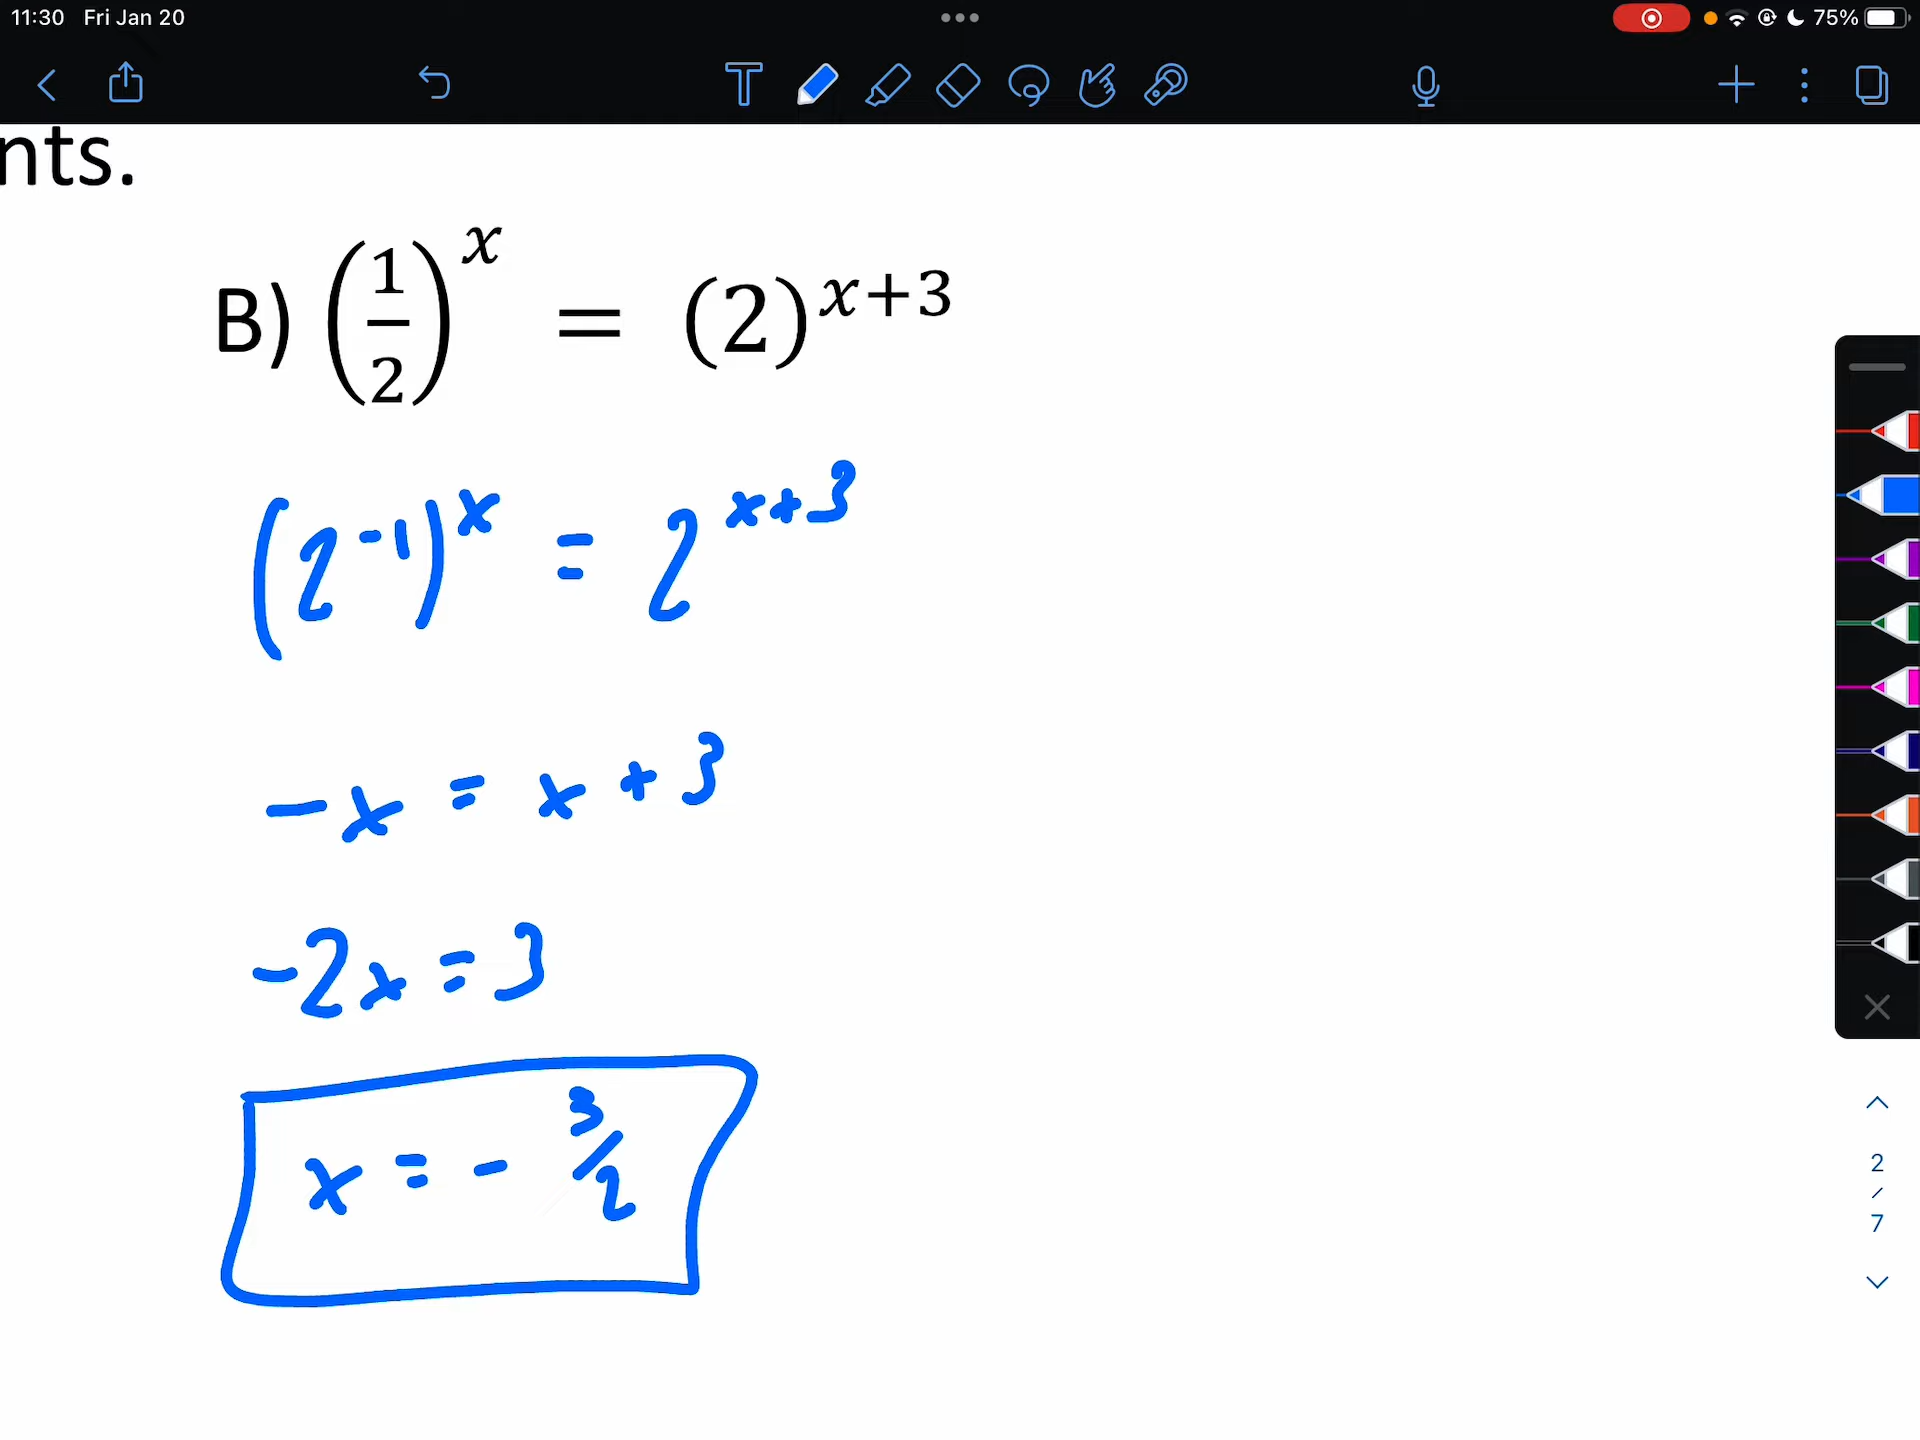 11:30 Fri Jan 20 75%
T
nts.
B) (1/2)^x = (2)^{x+3}
(2^{-1})^x = 2^{x+3}
-x = x + 3
-2x = 3
x = - 3/2
2
/
7